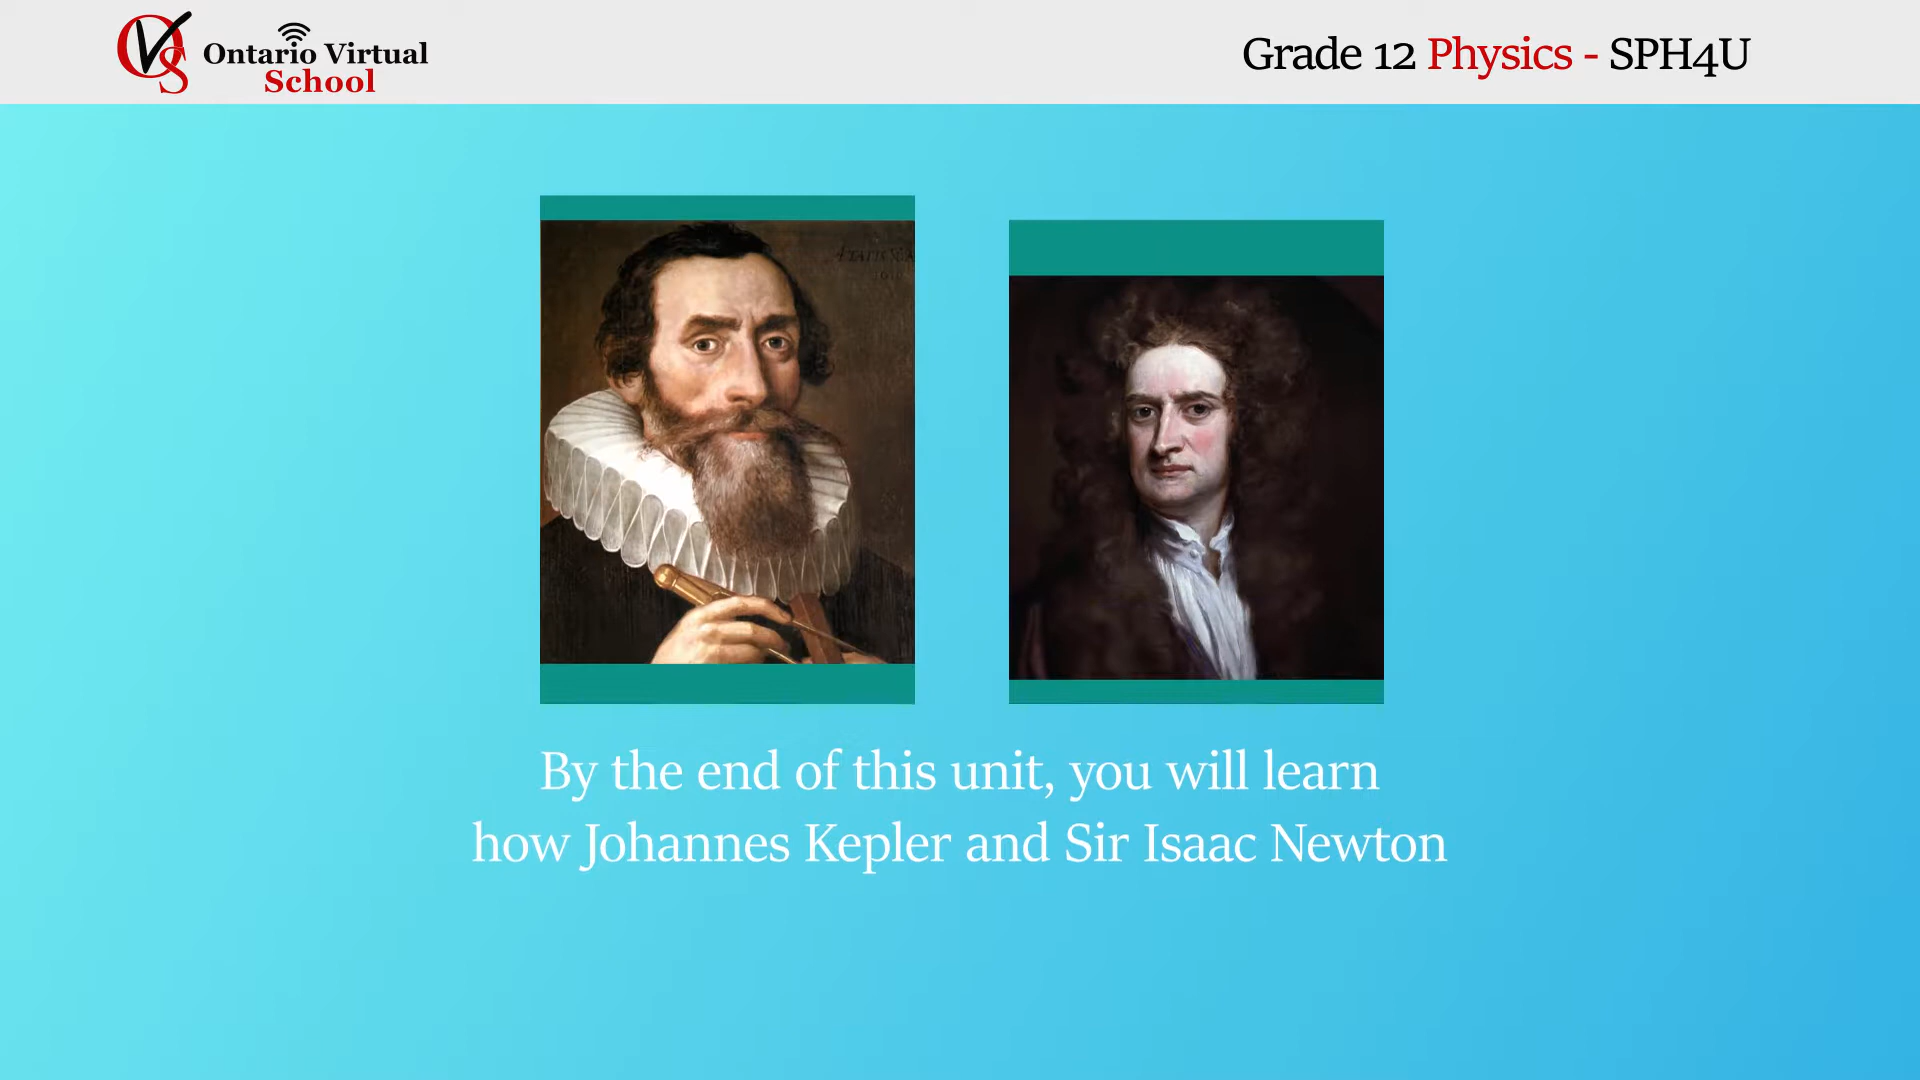 Ontario Virtual
School
Grade 12 Physics - SPH4U
By the end of this unit, you will learn
how Johannes Kepler and Sir Isaac Newton